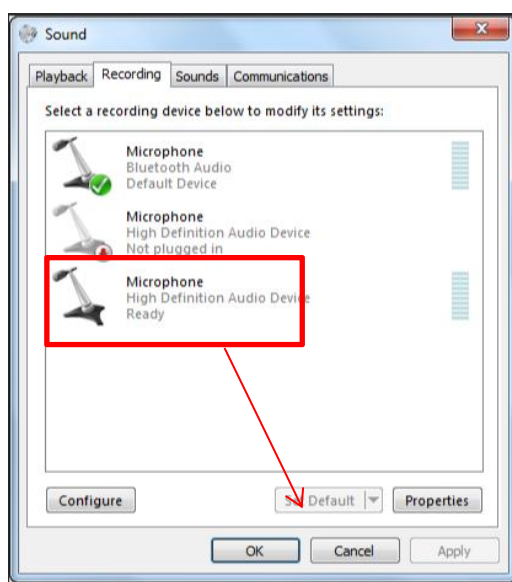 Sound
Playback Recording Sounds Communications
Select a recording device below to modify its settings:
Microphone
Bluetooth Audio
Default Device
Microphone
High Definition Audio Device
Not plugged in
Microphone
High Definition Audio Device
Ready
Configure Set Default Properties
OK Cancel Apply